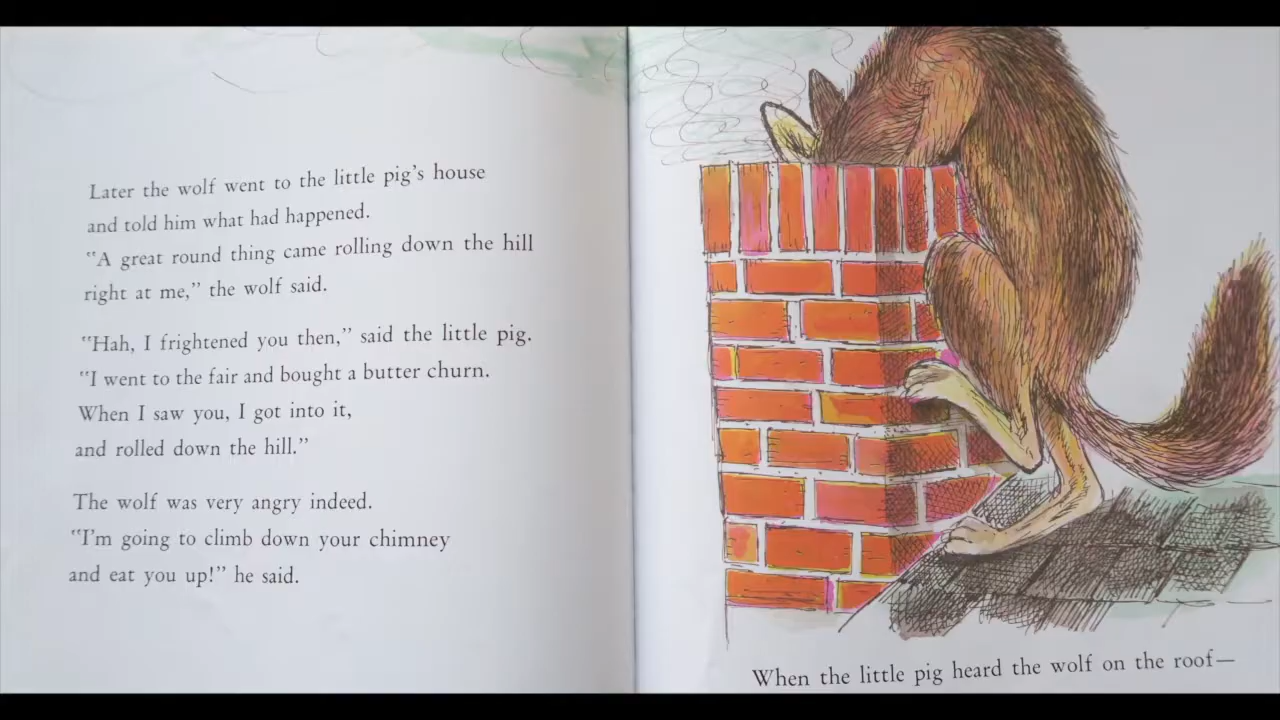 Later the wolf went to the little pig's house
and told him what had happened.
"A great round thing came rolling down the hill
right at me," the wolf said.
"Hah, I frightened you then," said the little pig.
"I went to the fair and bought a butter churn.
When I saw you, I got into it,
and rolled down the hill."
The wolf was very angry indeed.
"I'm going to climb down your chimney
and eat you up!" he said.
When the little pig heard the wolf on the roof—